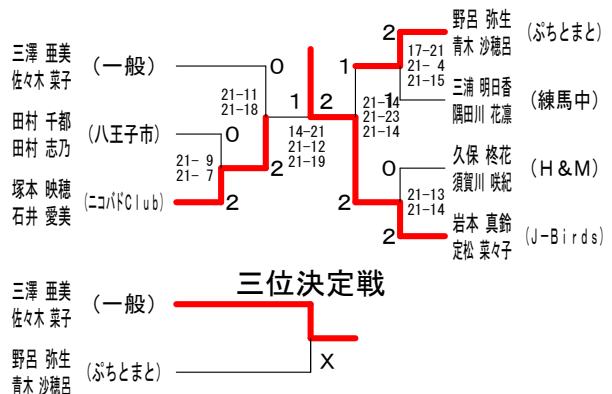 三澤 亜美
佐々木 菜子
(一般)
0
21-11
21-18
田村 千都
田村 志乃
(八王子市)
0
21- 9
21- 7
2
塚本 映穂
石井 愛美
(ニコバドClub)
2
1
2
14-21
21-12
21-19
野呂 弥生
青木 沙穂呂
(ぷちとまと)
2
17-21
21- 4
21-15
1
三浦 明日香
隅田川 花凛
(練馬中)
1
21-14
21-23
21-14
久保 柊花
須賀川 咲紀
(H&M)
0
21-13
21-14
2
岩本 真鈴
定松 菜々子
(J-Birds)
2
三位決定戦
三澤 亜美
佐々木 菜子
(一般)
野呂 弥生
青木 沙穂呂
(ぷちとまと)
X